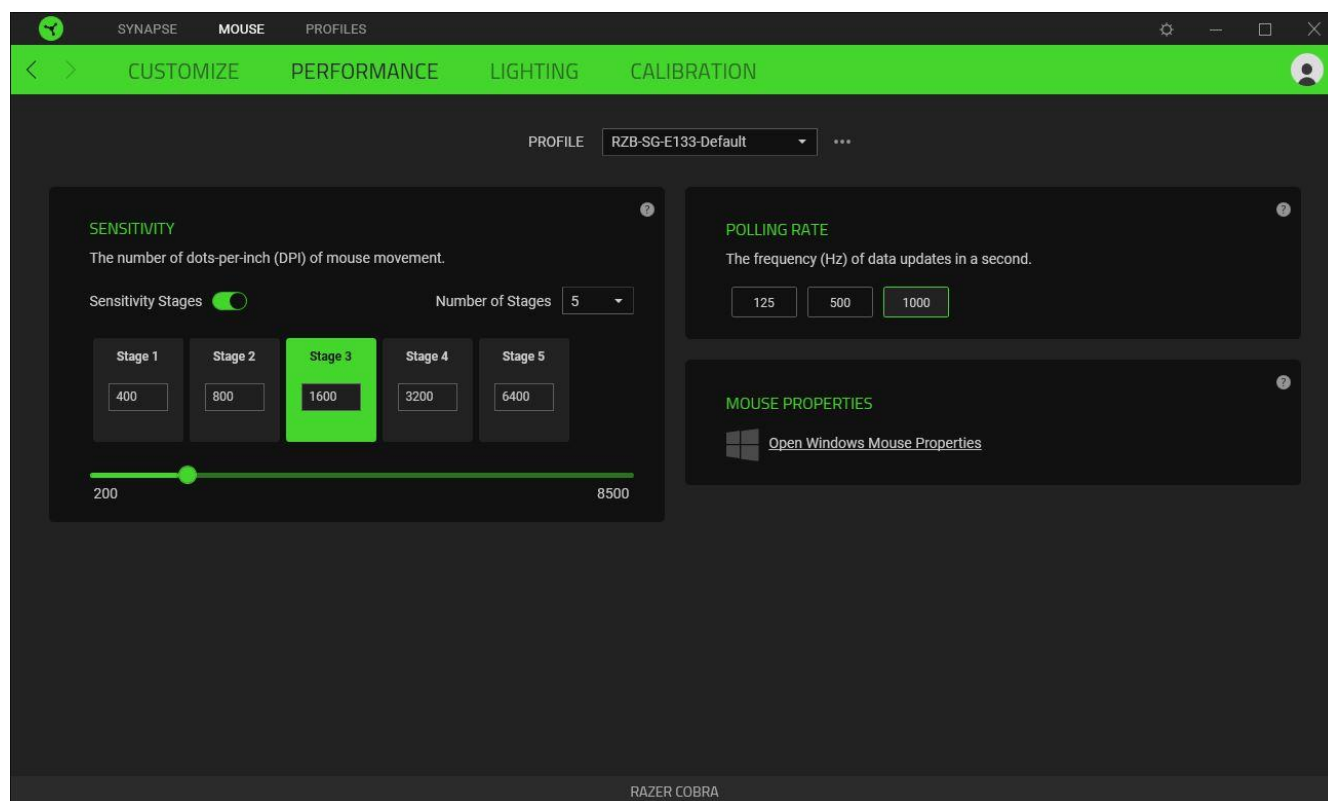 SYNAPSE MOUSE PROFILES
CUSTOMIZE PERFORMANCE LIGHTING CALIBRATION
PROFILE RZB-SG-E133-Default
SENSITIVITY
The number of dots-per-inch (DPI) of mouse movement.
Sensitivity Stages Number of Stages 5
Stage 1 Stage 2 Stage 3 Stage 4 Stage 5
400 800 1600 3200 6400
200 8500
POLLING RATE
The frequency (Hz) of data updates in a second.
125 500 1000
MOUSE PROPERTIES
Open Windows Mouse Properties
RAZER COBRA